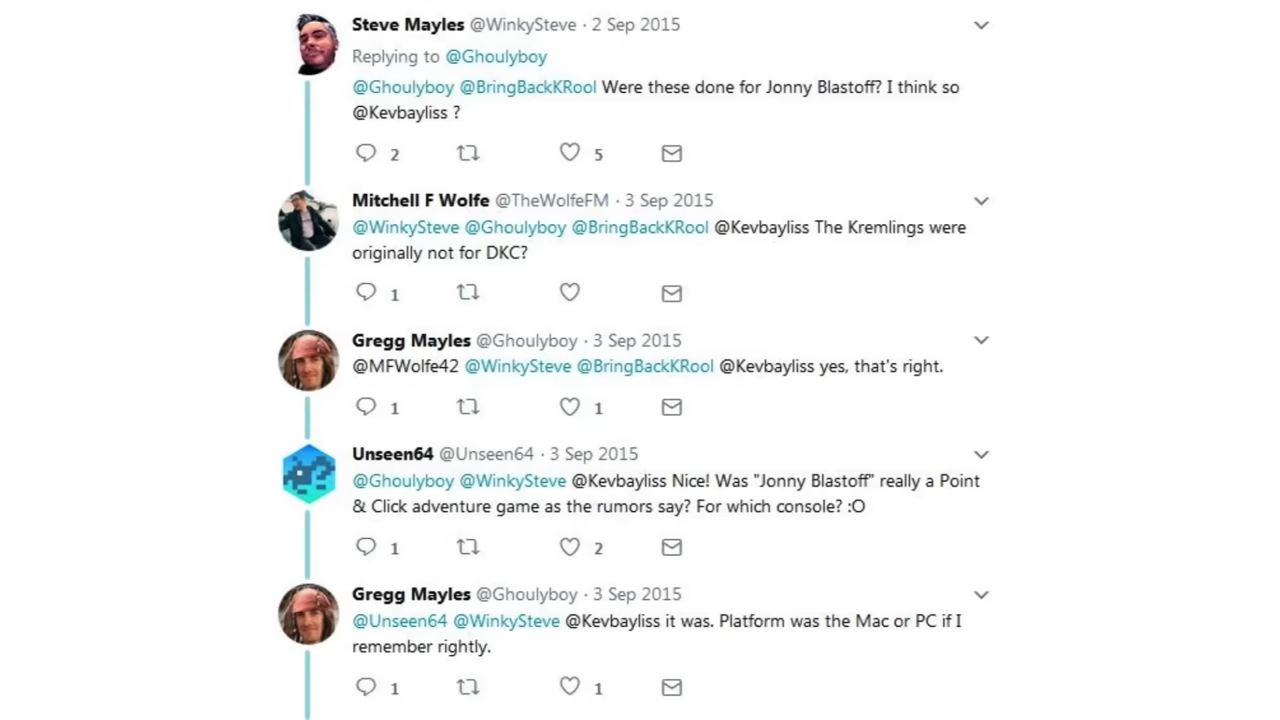 Steve Mayles @WinkySteve · 2 Sep 2015
Replying to @Ghoulyboy
@Ghoulyboy @BringBackKRool Were these done for Jonny Blastoff? I think so
@Kevbayliss ?
2 5
Mitchell F Wolfe @TheWolfeFM · 3 Sep 2015
@WinkySteve @Ghoulyboy @BringBackKRool @Kevbayliss The Kremlings were
originally not for DKC?
1
Gregg Mayles @Ghoulyboy · 3 Sep 2015
@MFWolfe42 @WinkySteve @BringBackKRool @Kevbayliss yes, that's right.
1 1
Unseen64 @Unseen64 · 3 Sep 2015
@Ghoulyboy @WinkySteve @Kevbayliss Nice! Was "Jonny Blastoff" really a Point
& Click adventure game as the rumors say? For which console? :O
1 2
Gregg Mayles @Ghoulyboy · 3 Sep 2015
@Unseen64 @WinkySteve @Kevbayliss it was. Platform was the Mac or PC if I
remember rightly.
1 1